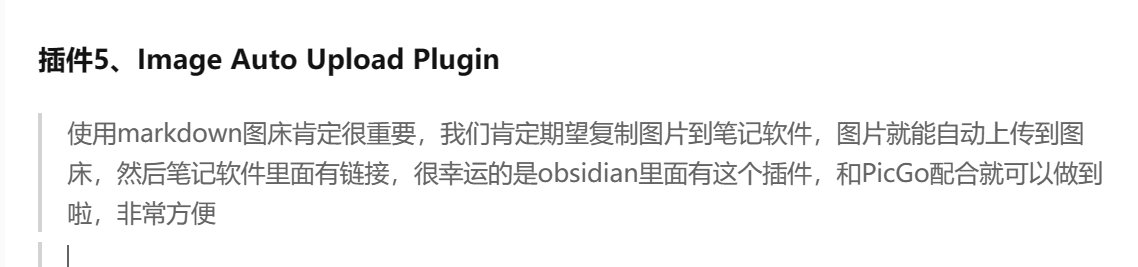 插件5、Image Auto Upload Plugin
使用markdown图床肯定很重要，我们肯定期望复制图片到笔记软件，图片就能自动上传到图
床，然后笔记软件里面有链接，很幸运的是obsidian里面有这个插件，和PicGo配合就可以做到
啦，非常方便